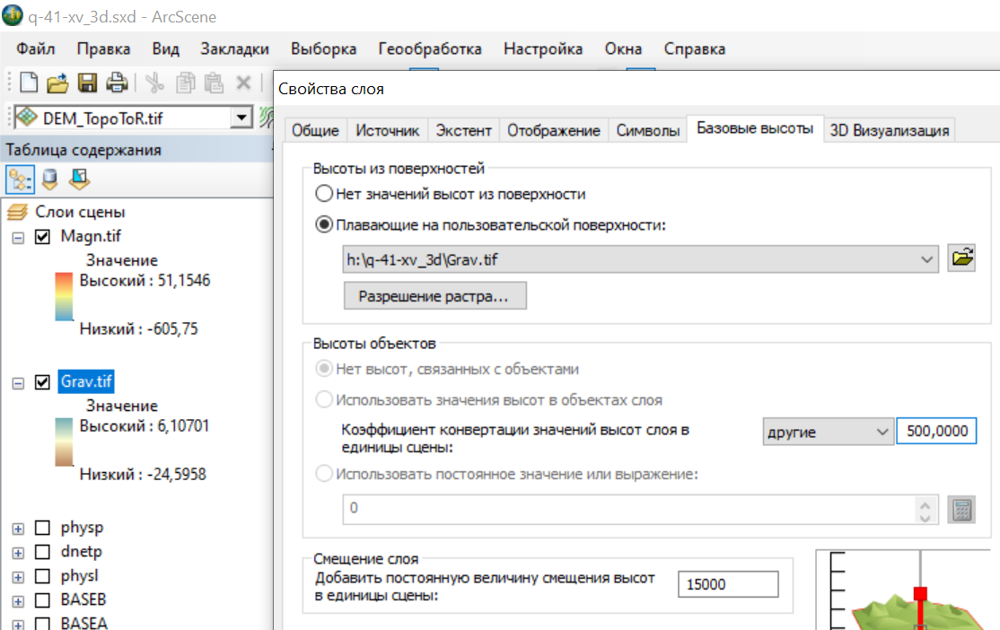 q-41-xv_3d.sxd - ArcScene
Файл Правка Вид Закладки Выборка Геообработка Настройка Окна Справка
DEM_TopoToR.tif
Таблица содержания
Слои сцены
Magn.tif
Значение
Высокий : 51,1546
Низкий : -605,75
Grav.tif
Значение
Высокий : 6,10701
Низкий : -24,5958
physp
dnetp
physl
BASEB
BASEA
Свойства слоя
Общие Источник Экстент Отображение Символы Базовые высоты 3D Визуализация
Высоты из поверхностей
Нет значений высот из поверхности
Плавающие на пользовательской поверхности:
h:\q-41-xv_3d\Grav.tif
Разрешение растра...
Высоты объектов
Нет высот, связанных с объектами
Использовать значения высот в объектах слоя
Коэффициент конвертации значений высот слоя в
единицы сцены:
другие 500,0000
Использовать постоянное значение или выражение:
0
Смещение слоя
Добавить постоянную величину смещения высот
в единицы сцены:
15000